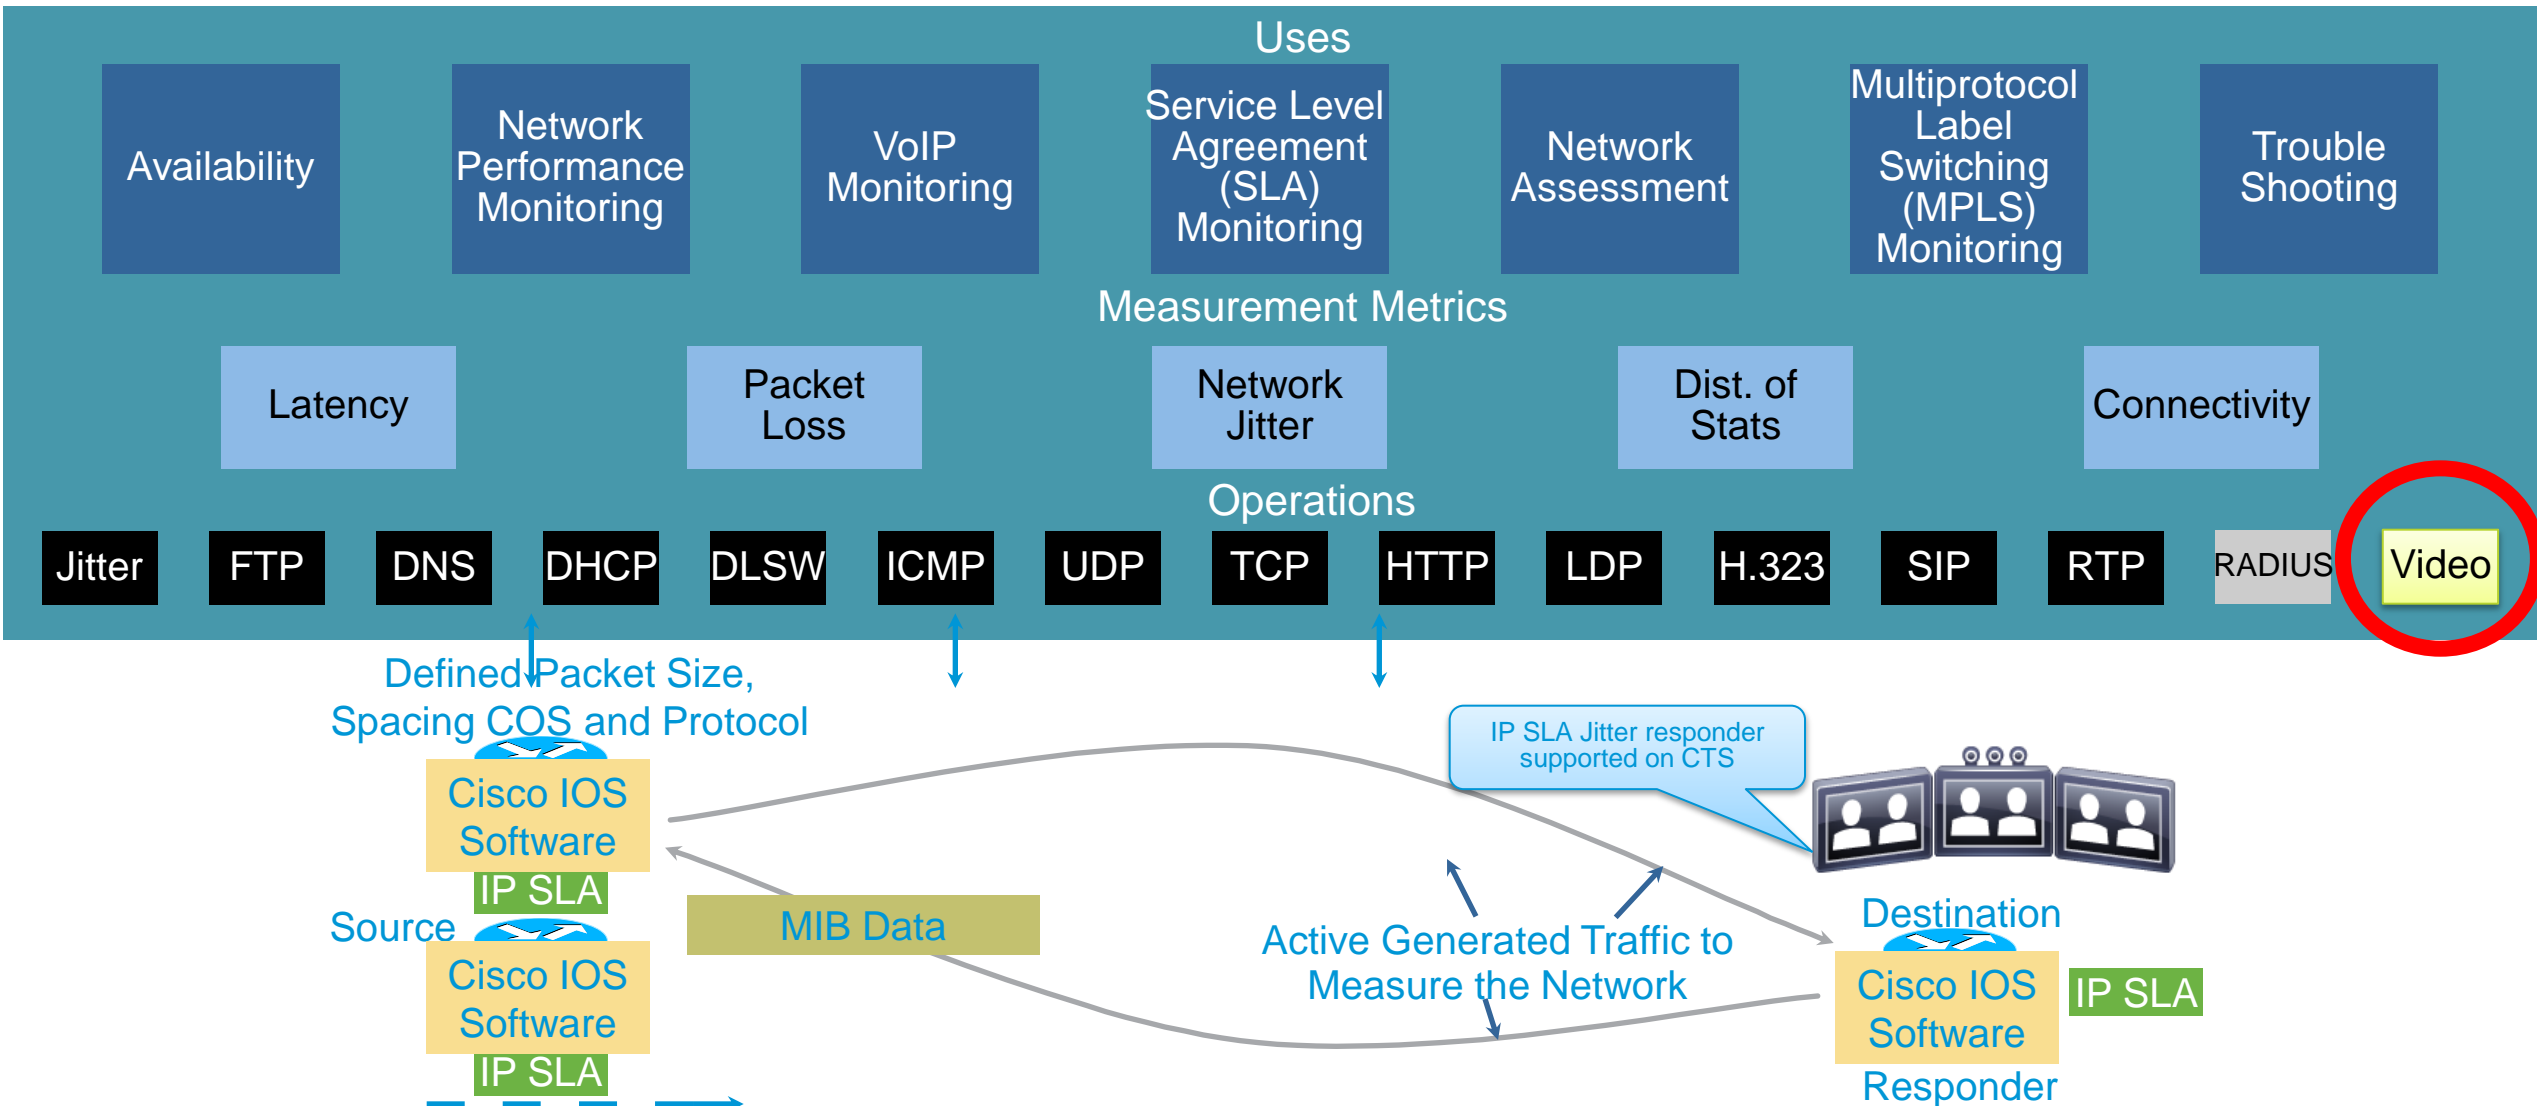 Uses
Availability
Network
Performance
Monitoring
VoIP
Monitoring
Service Level
Agreement
(SLA)
Monitoring
Network
Assessment
Multiprotocol
Label
Switching
(MPLS)
Monitoring
Trouble
Shooting
Measurement Metrics
Latency
Packet
Loss
Network
Jitter
Dist. of
Stats
Connectivity
Operations
Jitter
FTP
DNS
DHCP
DLSW
ICMP
UDP
TCP
HTTP
LDP
H.323
SIP
RTP
RADIUS
Video
Defined Packet Size,
Spacing COS and Protocol
IP SLA Jitter responder
supported on CTS
Cisco IOS
Software
IP SLA
Source
MIB Data
Cisco IOS
Software
IP SLA
Active Generated Traffic to
Measure the Network
Destination
Cisco IOS
Software
IP SLA
Responder